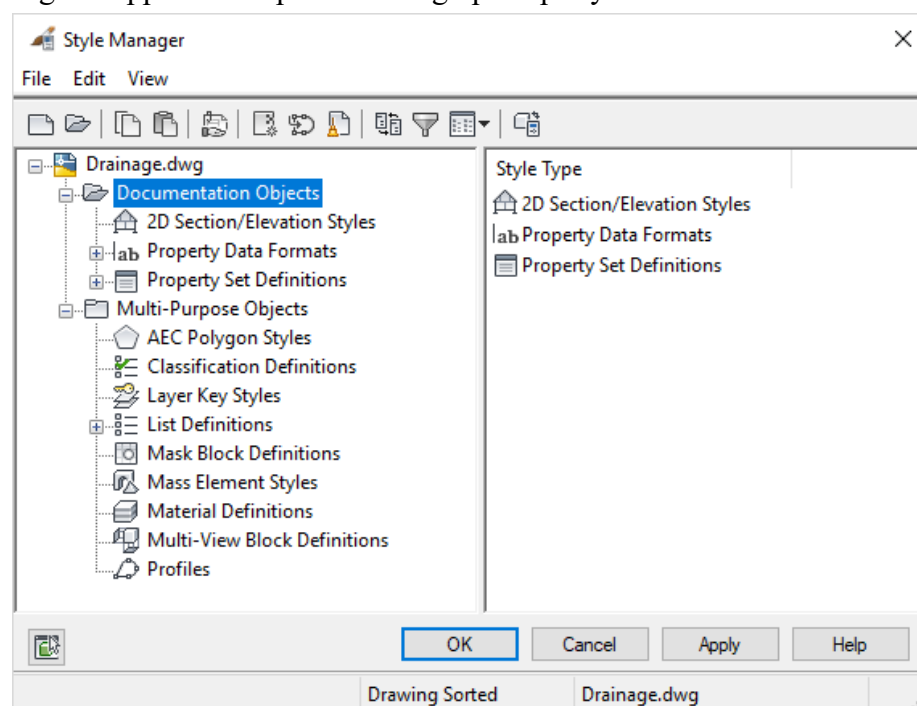 Style Manager
File Edit View
Drainage.dwg
Documentation Objects
2D Section/Elevation Styles
ab Property Data Formats
Property Set Definitions
Multi-Purpose Objects
AEC Polygon Styles
Classification Definitions
Layer Key Styles
List Definitions
Mask Block Definitions
Mass Element Styles
Material Definitions
Multi-View Block Definitions
Profiles
Style Type
2D Section/Elevation Styles
ab Property Data Formats
Property Set Definitions
OK Cancel Apply Help
Drawing Sorted Drainage.dwg